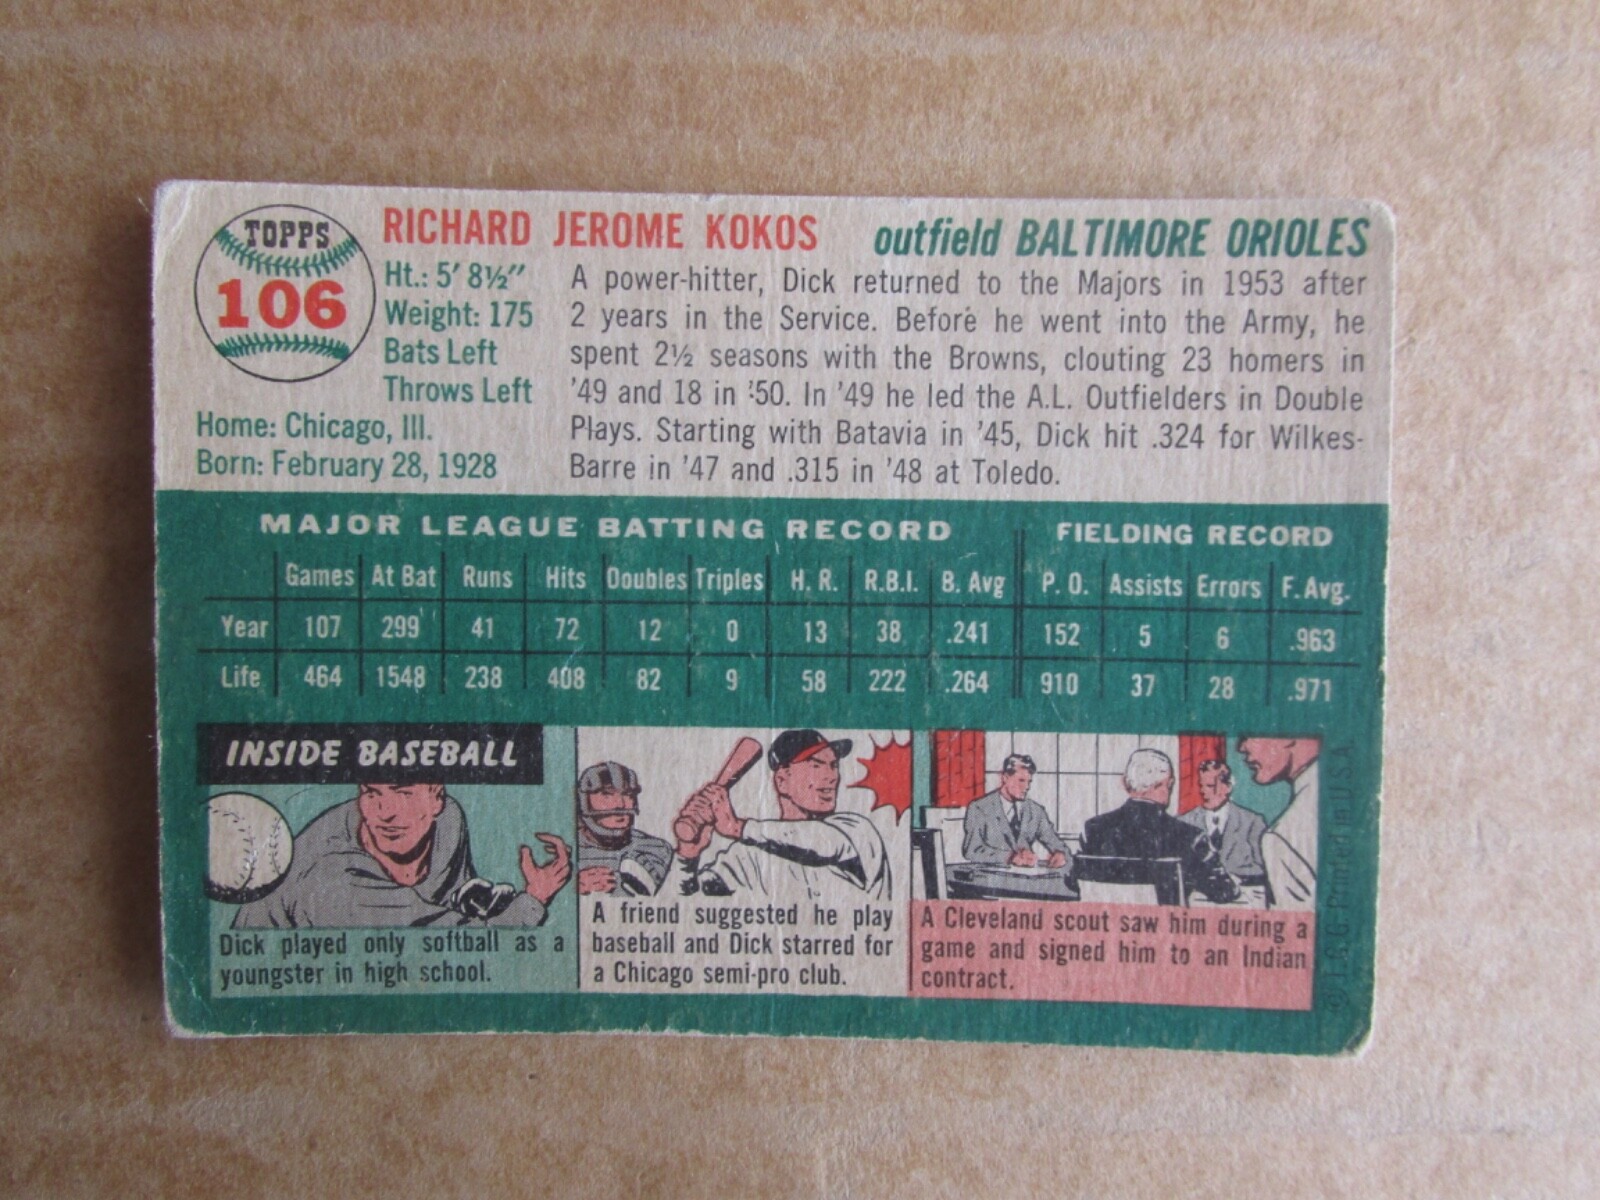 TOPPS
106
RICHARD JEROME KOKOS
outfield BALTIMORE ORIOLES
Ht.: 5' 8½"
Weight: 175
Bats Left
Throws Left
Home: Chicago, Ill.
Born: February 28, 1928
A power-hitter, Dick returned to the Majors in 1953 after
2 years in the Service. Before he went into the Army, he
spent 2½ seasons with the Browns, clouting 23 homers in
'49 and 18 in '50. In '49 he led the A.L. Outfielders in Double
Plays. Starting with Batavia in '45, Dick hit .324 for Wilkes-
Barre in '47 and .315 in '48 at Toledo.
MAJOR LEAGUE BATTING RECORD FIELDING RECORD
Games At Bat Runs Hits Doubles Triples H. R. R.B.I. B. Avg P. O. Assists Errors F. Avg.
Year 107 299 41 72 12 0 13 38 .241 152 5 6 .963
Life 464 1548 238 408 82 9 58 222 .264 910 37 28 .971
INSIDE BASEBALL
Dick played only softball as a
youngster in high school.
A friend suggested he play
baseball and Dick starred for
a Chicago semi-pro club.
A Cleveland scout saw him during a
game and signed him to an Indian
contract.
© T.C.G. Printed in U.S.A.